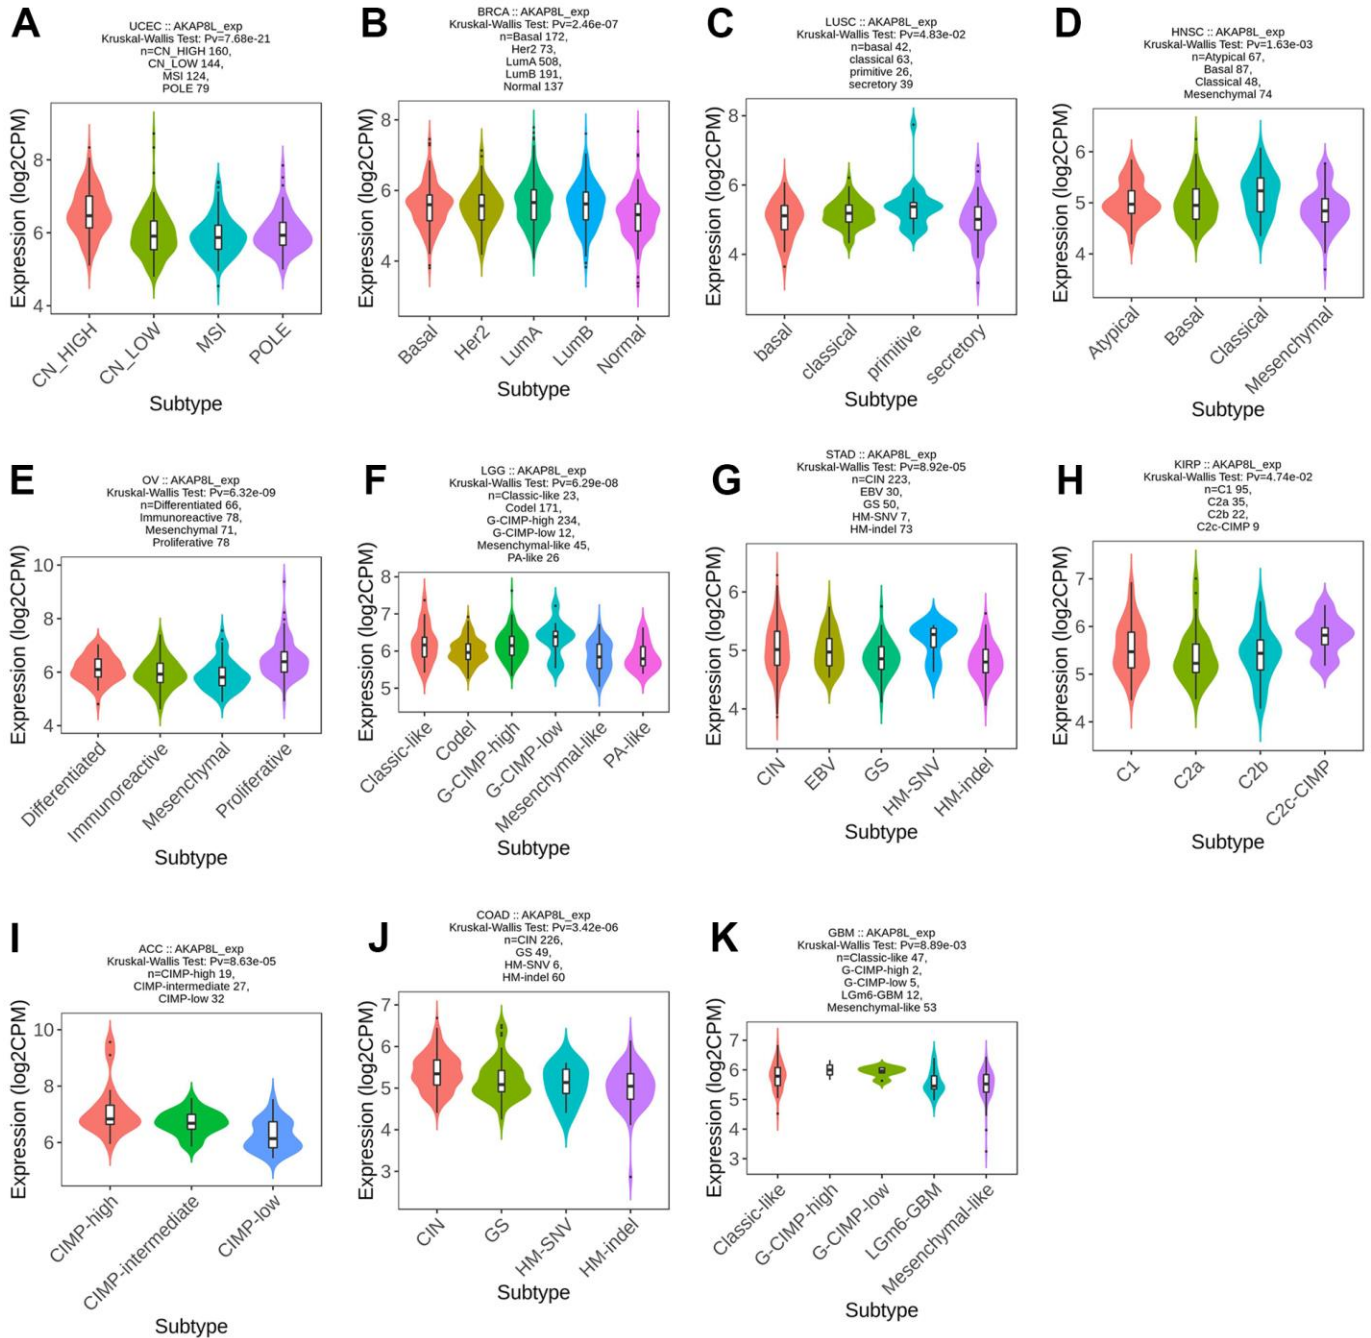 A
UCEC :: AKAP8L_exp
Kruskal-Wallis Test: Pv=7.68e-21
n=CN_HIGH 160,
CN_LOW 144,
MSI 124,
POLE 79
Expression (log2CPM)
8
6
4
CN_HIGH
CN_LOW
MSI
POLE
Subtype
B
BRCA :: AKAP8L_exp
Kruskal-Wallis Test: Pv=2.46e-07
n=Basal 172,
Her2 73,
LumA 508,
LumB 191,
Normal 137
Expression (log2CPM)
8
6
4
Basal
Her2
LumA
LumB
Normal
Subtype
C
LUSC :: AKAP8L_exp
Kruskal-Wallis Test: Pv=4.83e-02
n=basal 42,
classical 63,
primitive 26,
secretory 39
Expression (log2CPM)
8
6
4
basal
classical
primitive
secretory
Subtype
D
HNSC :: AKAP8L_exp
Kruskal-Wallis Test: Pv=1.63e-03
n=Atypical 67,
Basal 87,
Classical 48,
Mesenchymal 74
Expression (log2CPM)
6
5
4
Atypical
Basal
Classical
Mesenchymal
Subtype
E
OV :: AKAP8L_exp
Kruskal-Wallis Test: Pv=6.32e-09
n=Differentiated 66,
Immunoreactive 78,
Mesenchymal 71,
Proliferative 78
Expression (log2CPM)
10
8
6
4
Differentiated
Immunoreactive
Mesenchymal
Proliferative
Subtype
F
LGG :: AKAP8L_exp
Kruskal-Wallis Test: Pv=6.29e-08
n=Classic-like 23,
Codel 171,
G-CIMP-high 234,
G-CIMP-low 12,
Mesenchymal-like 45,
PA-like 26
Expression (log2CPM)
8
7
6
5
Classic-like
Codel
G-CIMP-high
G-CIMP-low
Mesenchymal-like
PA-like
Subtype
G
STAD :: AKAP8L_exp
Kruskal-Wallis Test: Pv=8.92e-05
n=CIN 223,
EBV 30,
GS 50,
HM-SNV 7,
HM-indel 73
Expression (log2CPM)
6
5
4
CIN
EBV
GS
HM-SNV
HM-indel
Subtype
H
KIRP :: AKAP8L_exp
Kruskal-Wallis Test: Pv=4.74e-02
n=C1 95,
C2a 35,
C2b 22,
C2c-CIMP 9
Expression (log2CPM)
7
6
5
4
C1
C2a
C2b
C2c-CIMP
Subtype
I
ACC :: AKAP8L_exp
Kruskal-Wallis Test: Pv=8.63e-05
n=CIMP-high 19,
CIMP-intermediate 27,
CIMP-low 32
Expression (log2CPM)
10
8
6
CIMP-high
CIMP-intermediate
CIMP-low
Subtype
J
COAD :: AKAP8L_exp
Kruskal-Wallis Test: Pv=3.42e-06
n=CIN 226,
GS 49,
HM-SNV 6,
HM-indel 60
Expression (log2CPM)
7
6
5
4
3
CIN
GS
HM-SNV
HM-indel
Subtype
K
GBM :: AKAP8L_exp
Kruskal-Wallis Test: Pv=8.89e-03
n=Classic-like 47,
G-CIMP-high 2,
G-CIMP-low 5,
LGm6-GBM 12,
Mesenchymal-like 53
Expression (log2CPM)
7
6
5
4
3
Classic-like
G-CIMP-high
G-CIMP-low
LGm6-GBM
Mesenchymal-like
Subtype